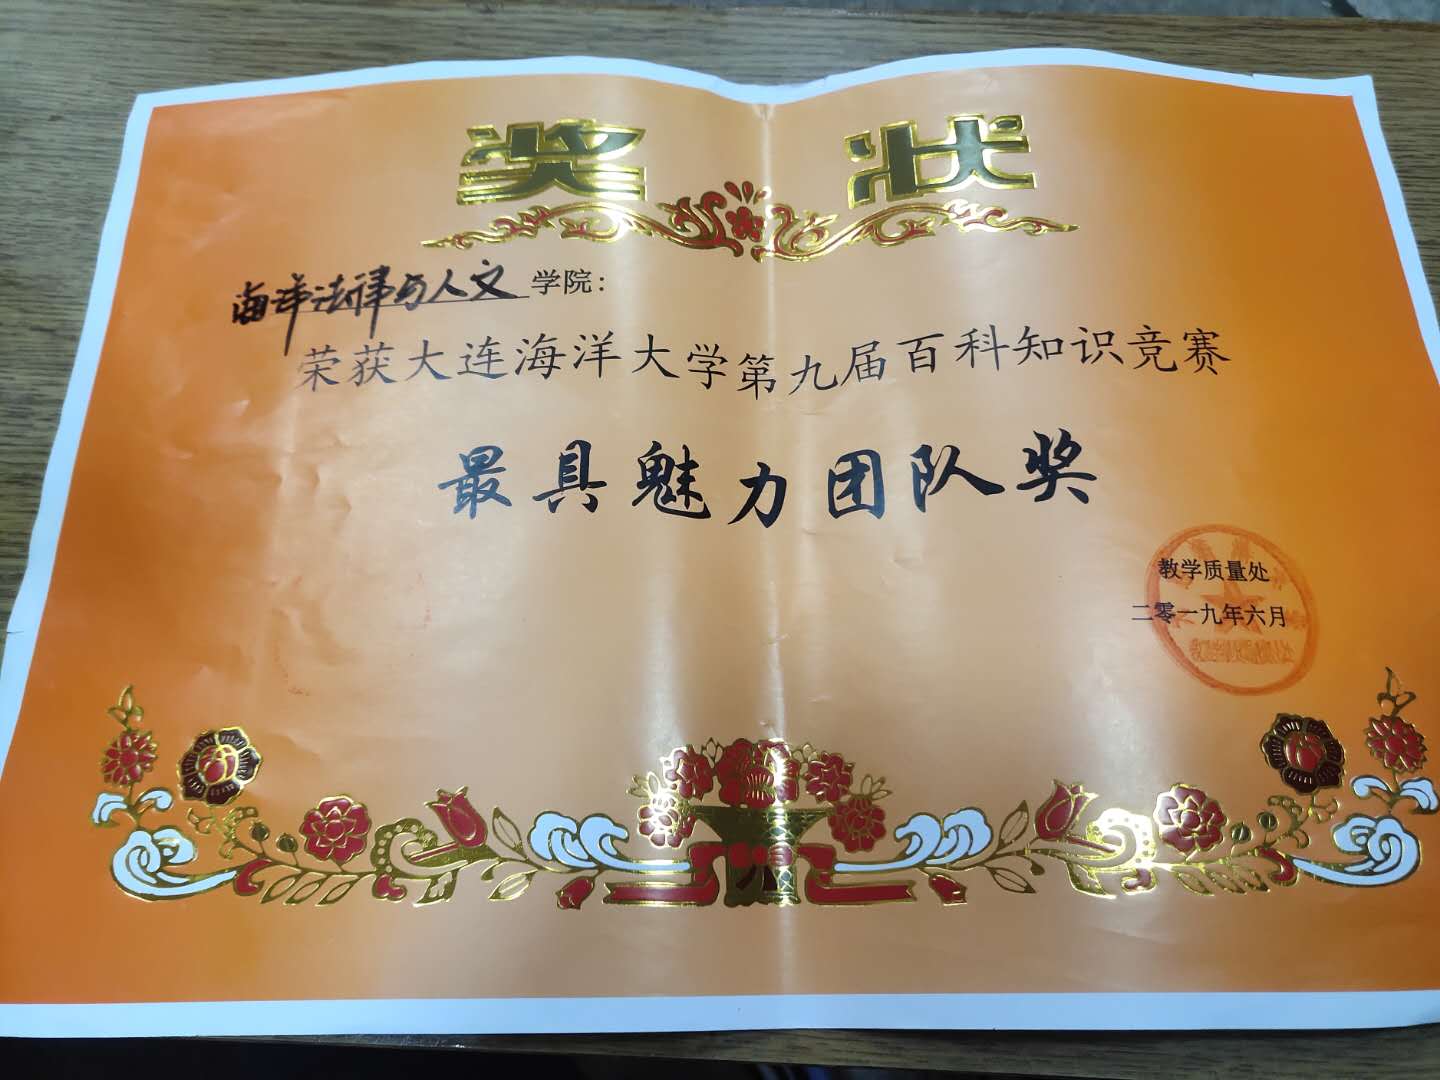 奖状
海洋法律与人文学院：
荣获大连海洋大学第九届百科知识竞赛
最具魅力团队奖
教学质量处
二零一九年六月